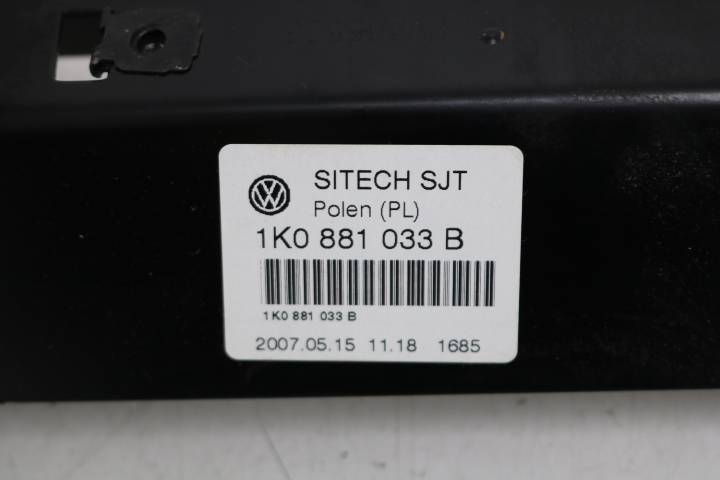 SITECH SJT
Polen (PL)
1K0 881 033 B
1K0 881 033 B
2007.05.15 11.18 1685